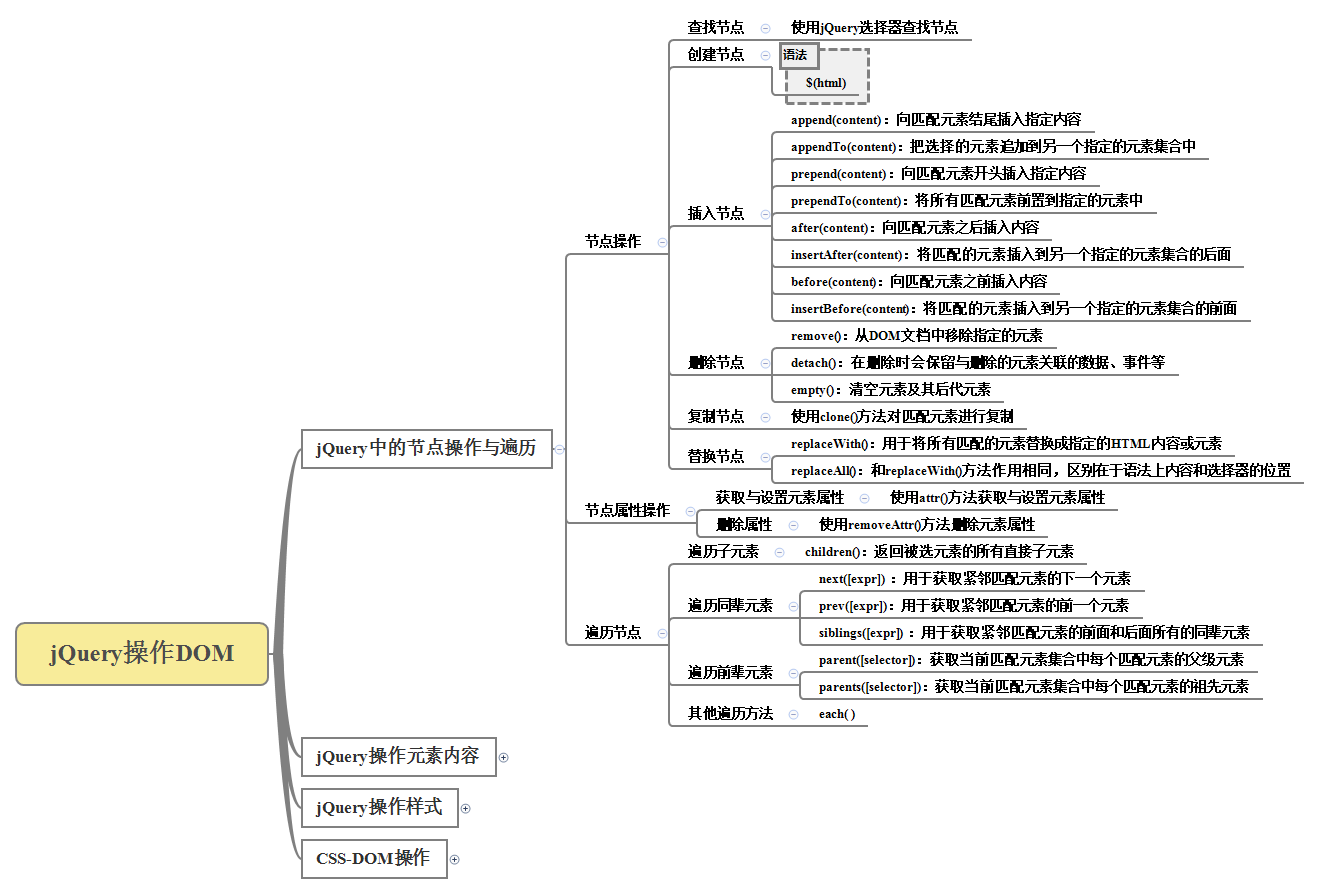 查找节点
使用jQuery选择器查找节点
创建节点
语法
$(html)
append(content)：向匹配元素结尾插入指定内容
appendTo(content)：把选择的元素追加到另一个指定的元素集合中
prepend(content)：向匹配元素开头插入指定内容
prependTo(content)：将所有匹配元素前置到指定的元素中
插入节点
after(content)：向匹配元素之后插入内容
insertAfter(content)：将匹配的元素插入到另一个指定的元素集合的后面
before(content)：向匹配元素之前插入内容
insertBefore(content)：将匹配的元素插入到另一个指定的元素集合的前面
节点操作
remove()：从DOM文档中移除指定的元素
删除节点
detach()：在删除时会保留与删除的元素关联的数据、事件等
empty()：清空元素及其后代元素
复制节点
使用clone()方法对匹配元素进行复制
jQuery中的节点操作与遍历
replaceWith()：用于将所有匹配的元素替换成指定的HTML内容或元素
替换节点
replaceAll()：和replaceWith()方法作用相同，区别在于语法上内容和选择器的位置
节点属性操作
获取与设置元素属性
使用attr()方法获取与设置元素属性
删除属性
使用removeAttr()方法删除元素属性
遍历子元素
children()：返回被选元素的所有直接子元素
next([expr])：用于获取紧邻匹配元素的下一个元素
遍历同辈元素
prev([expr])：用于获取紧邻匹配元素的前一个元素
siblings([expr])：用于获取紧邻匹配元素的前面和后面所有的同辈元素
遍历节点
parent([selector])：获取当前匹配元素集合中每个匹配元素的父级元素
遍历前辈元素
parents([selector])：获取当前匹配元素集合中每个匹配元素的祖先元素
其他遍历方法
each( )
jQuery操作DOM
jQuery操作元素内容
jQuery操作样式
CSS-DOM操作